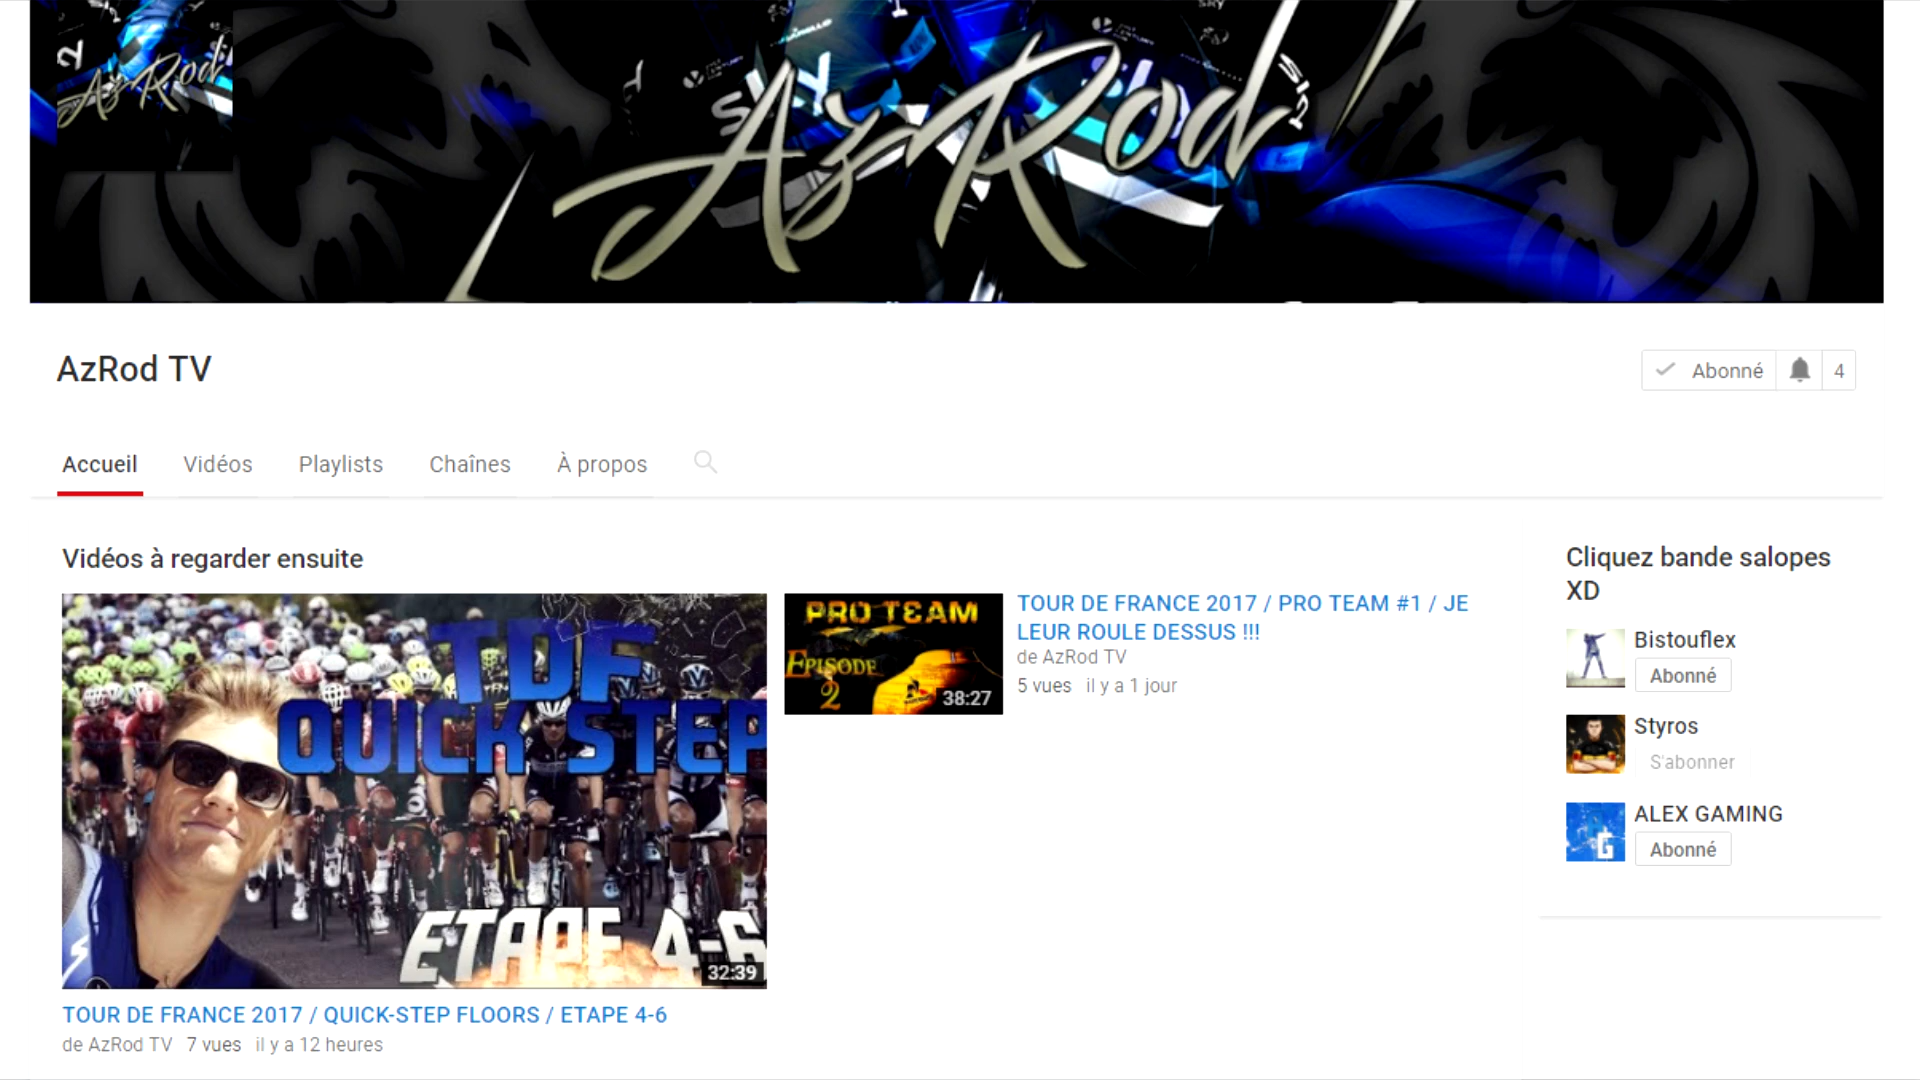 AzRod
SKY
AzRod
AzRod TV
Abonné 4
Accueil Vidéos Playlists Chaînes À propos
Vidéos à regarder ensuite
TDF
QUICK STEP
ETAPE 4-6
32:39
TOUR DE FRANCE 2017 / QUICK-STEP FLOORS / ETAPE 4-6
de AzRod TV 7 vues il y a 12 heures
PRO TEAM
EPISODE
2
38:27
TOUR DE FRANCE 2017 / PRO TEAM #1 / JE
LEUR ROULE DESSUS !!!
de AzRod TV
5 vues il y a 1 jour
Cliquez bande salopes
XD
Bistouflex
Abonné
Styros
S'abonner
ALEX GAMING
Abonné